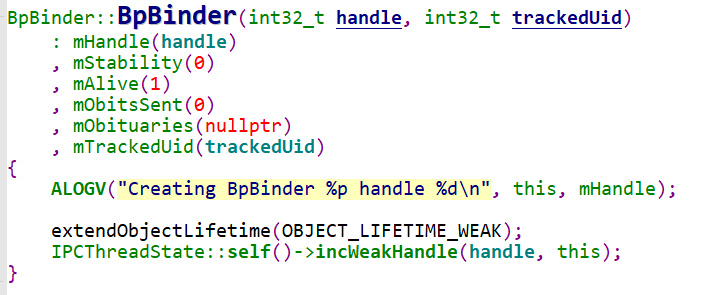 BpBinder::BpBinder(int32_t handle, int32_t trackedUid)
    : mHandle(handle)
    , mStability(0)
    , mAlive(1)
    , mObitsSent(0)
    , mObituaries(nullptr)
    , mTrackedUid(trackedUid)
{
    ALOGV("Creating BpBinder %p handle %d\n", this, mHandle);

    extendObjectLifetime(OBJECT_LIFETIME_WEAK);
    IPCThreadState::self()->incWeakHandle(handle, this);
}